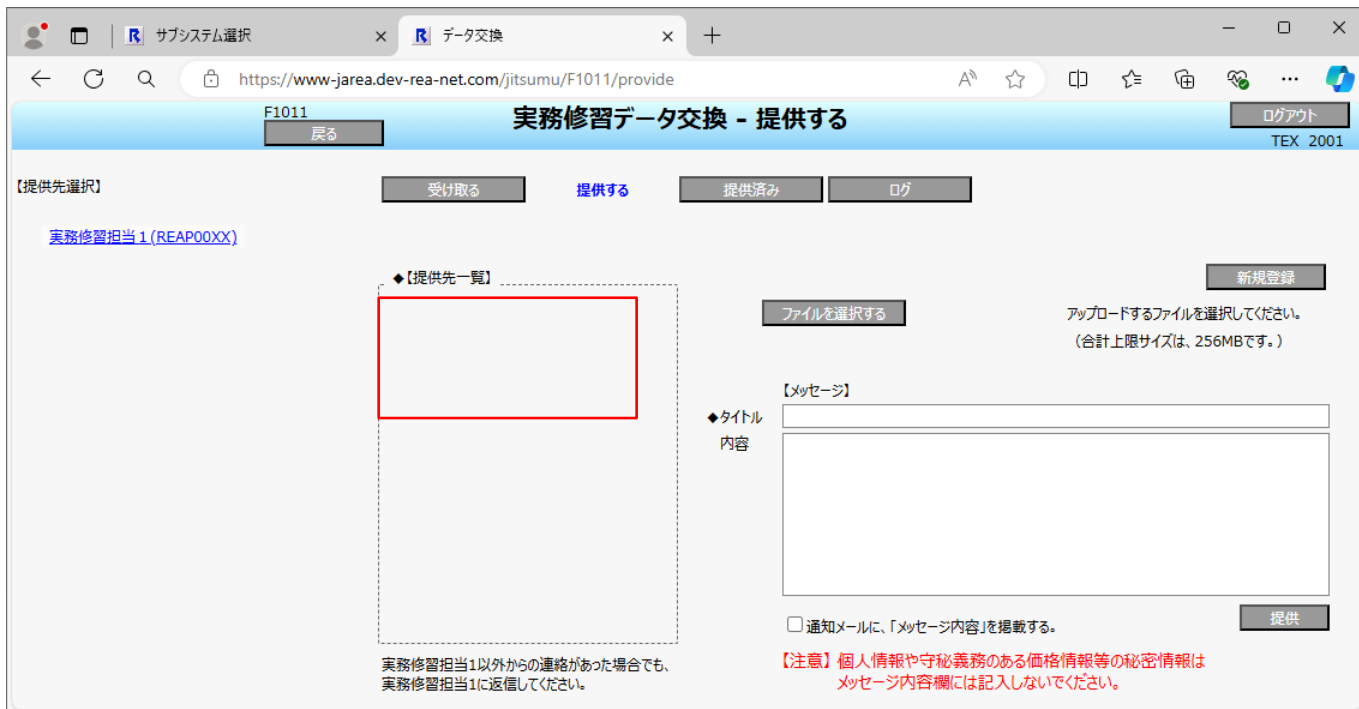 サブシステム選択
データ交換
https://www-jarea.dev-rea-net.com/jitsumu/F1011/provide
F1011
戻る
実務修習データ交換 - 提供する
ログアウト
TEX 2001
【提供先選択】
受け取る
提供する
提供済み
ログ
実務修習担当1(REAP00XX)
◆【提供先一覧】
新規登録
ファイルを選択する
アップロードするファイルを選択してください。
（合計上限サイズは、256MBです。）
【メッセージ】
◆タイトル
内容
通知メールに、「メッセージ内容」を掲載する。
提供
実務修習担当1以外からの連絡があった場合でも、
実務修習担当1に返信してください。
【注意】個人情報や守秘義務のある価格情報等の秘密情報は
メッセージ内容欄には記入しないでください。